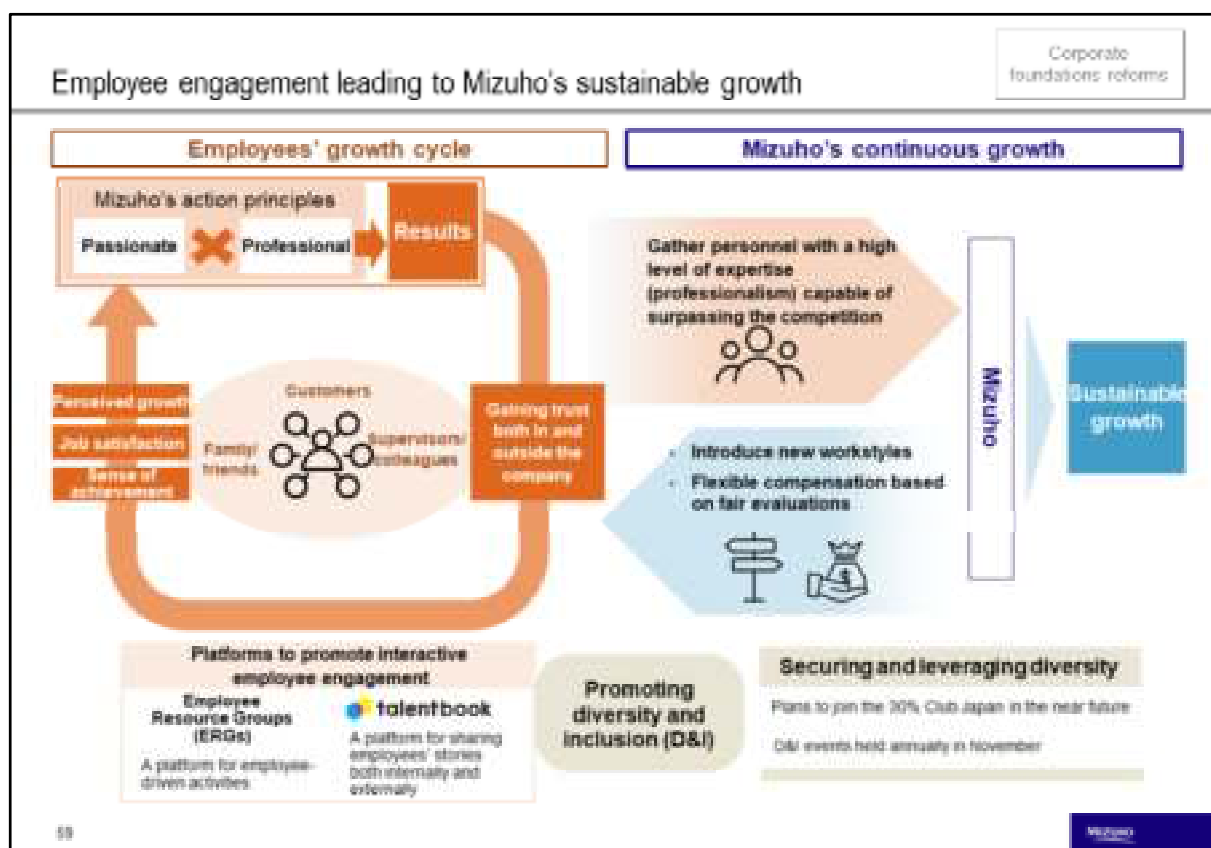 Corporate
foundations reforms
Employee engagement leading to Mizuho's sustainable growth
Employees' growth cycle
Mizuho's action principles
Passionate
Professional
Results
Perceived growth
Job satisfaction
Sense of
achievement
Customers
Family/
friends
Supervisors/
colleagues
Gaining trust
both in and
outside the
company
Mizuho's continuous growth
Gather personnel with a high
level of expertise
(professionalism) capable of
surpassing the competition
- Introduce new workstyles
- Flexible compensation based
on fair evaluations
$
Mizuho
Sustainable
growth
Platforms to promote interactive
employee engagement
Employee
Resource Groups
(ERGs)
A platform for employee-
driven activities
talentbook
A platform for sharing
employees' stories
both internally and
externally
Promoting
diversity and
inclusion (D&I)
Securing and leveraging diversity
Plans to join the 30% Club Japan in the near future
D&I events held annually in November
59
MIZUHO